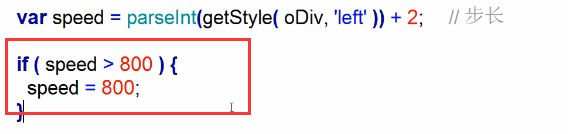 var speed = parseInt(getStyle( oDiv, 'left' )) + 2;    // 步长
if ( speed > 800 ) {
  speed = 800;
}